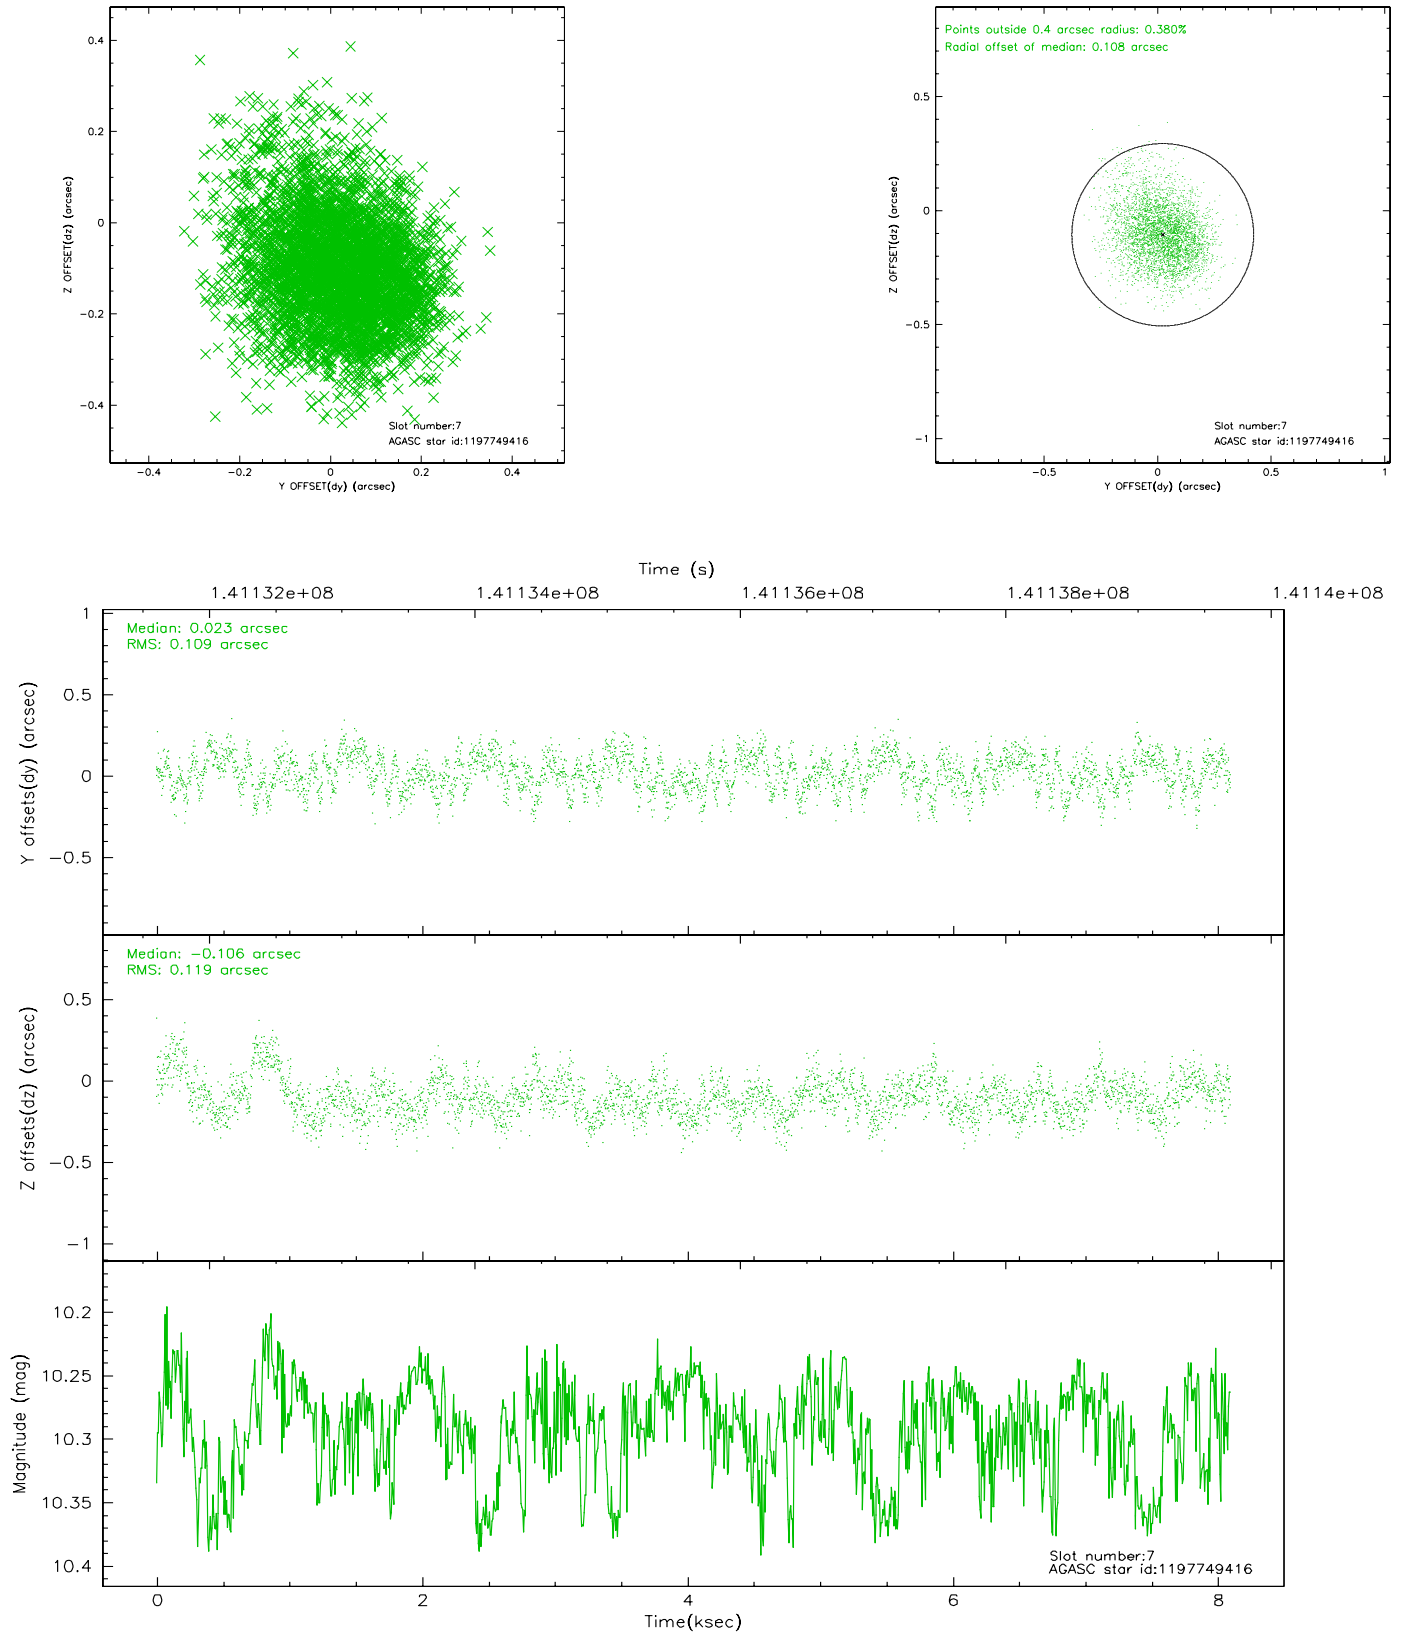 0.4
0.2
0
−0.2
−0.4
Z OFFSET(dz) (arcsec)
Slot number:7
AGASC star id:1197749416
−0.4 −0.2 0 0.2 0.4
Y OFFSET(dy) (arcsec)
Points outside 0.4 arcsec radius: 0.380%
Radial offset of median: 0.108 arcsec
0.5
0
−0.5
−1
Z OFFSET(dz) (arcsec)
Slot number:7
AGASC star id:1197749416
−0.5 0 0.5 1
Y OFFSET(dy) (arcsec)
Time (s)
1.41132e+08 1.41134e+08 1.41136e+08 1.41138e+08 1.4114e+08
Median: 0.023 arcsec
RMS: 0.109 arcsec
1
0.5
0
−0.5
Y offsets(dy) (arcsec)
Median: −0.106 arcsec
RMS: 0.119 arcsec
0.5
0
−0.5
−1
Z offsets(dz) (arcsec)
10.2
10.25
10.3
10.35
10.4
Magnitude (mag)
Slot number:7
AGASC star id:1197749416
0 2 4 6 8
Time(ksec)